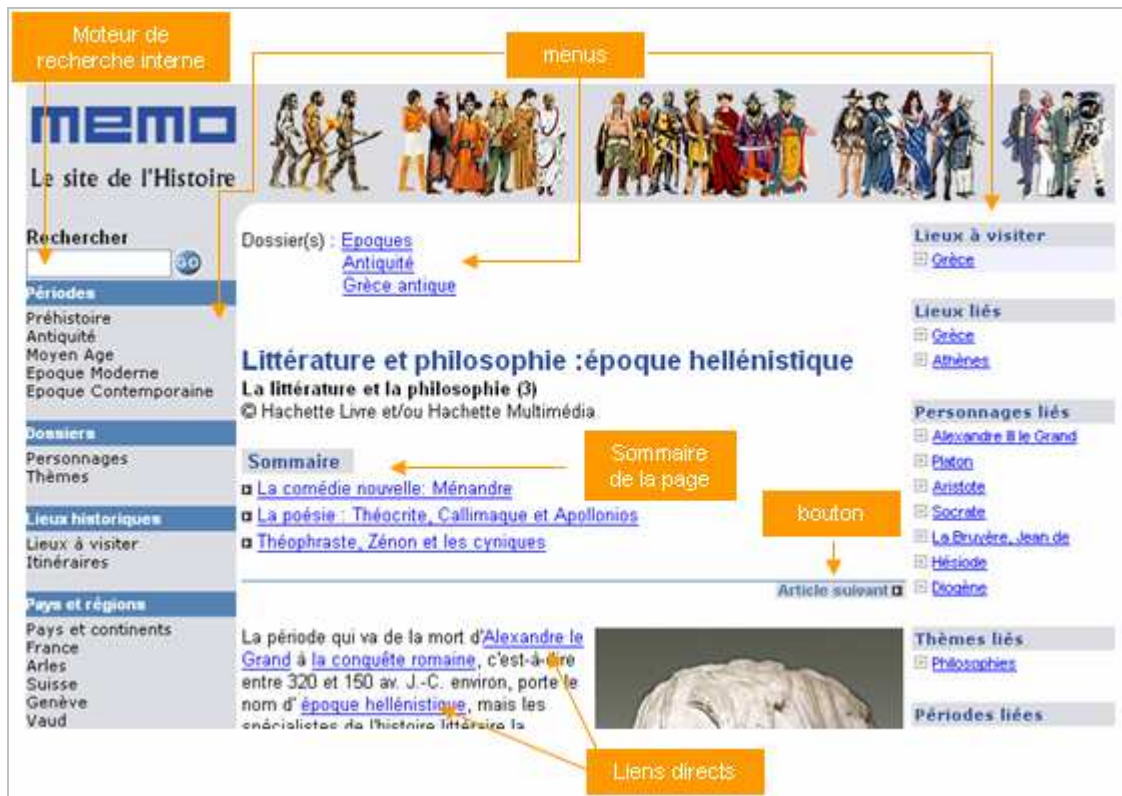 Moteur de
recherche interne
menus
memo
Le site de l'Histoire
Rechercher
GO
Périodes
Préhistoire
Antiquité
Moyen Age
Epoque Moderne
Epoque Contemporaine
Dossiers
Personnages
Thèmes
Lieux historiques
Lieux à visiter
Itinéraires
Pays et régions
Pays et continents
France
Arles
Suisse
Genève
Vaud
Dossier(s) : Epoques
Antiquité
Grèce antique
Littérature et philosophie :époque hellénistique
La littérature et la philosophie (3)
© Hachette Livre et/ou Hachette Multimédia
Sommaire
Sommaire
de la page
La comédie nouvelle: Ménandre
La poésie : Théocrite, Callimaque et Apollonios
Théophraste, Zénon et les cyniques
bouton
Article suivant
La période qui va de la mort d'Alexandre le
Grand à la conquête romaine, c'est-à-dire
entre 320 et 150 av. J.-C. environ, porte le
nom d' époque hellénistique, mais les
spécialistes de l'histoire littéraire la
Liens directs
Lieux à visiter
Grèce
Lieux liés
Grèce
Athènes
Personnages liés
Alexandre III le Grand
Platon
Aristote
Socrate
La Bruyère, Jean de
Hésiode
Diogène
Thèmes liés
Philosophies
Périodes liées